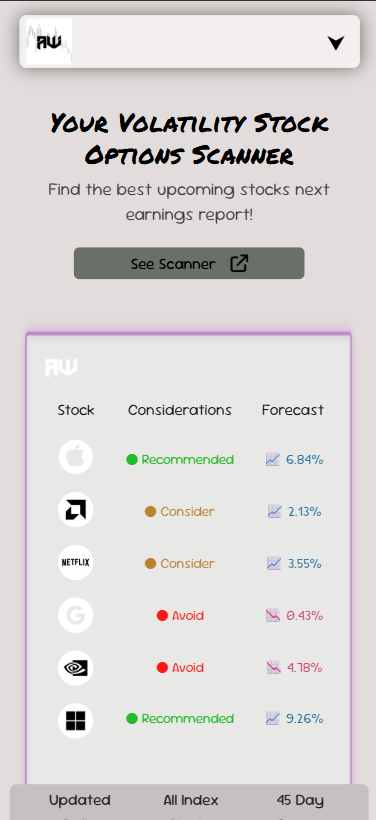 AW
Your Volatility Stock
Options Scanner
Find the best upcoming stocks next
earnings report!
See Scanner
AW
Stock Considerations Forecast
Recommended 6.84%
Consider 2.13%
NETFLIX Consider 3.55%
G Avoid 0.43%
Avoid 4.78%
Recommended 9.26%
Updated All Index 45 Day